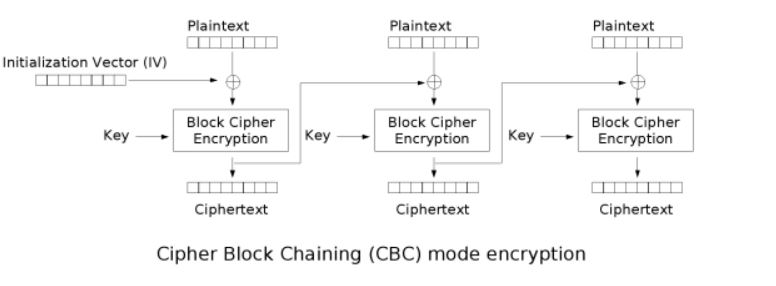 Plaintext
Plaintext
Plaintext
Initialization Vector (IV)
Key
Block Cipher
Encryption
Key
Block Cipher
Encryption
Key
Block Cipher
Encryption
Ciphertext
Ciphertext
Ciphertext
Cipher Block Chaining (CBC) mode encryption